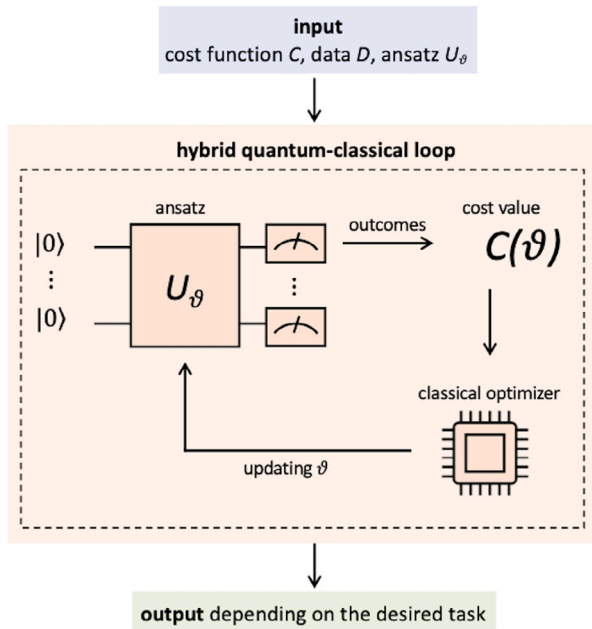 input
cost function C, data D, ansatz U_ϑ
hybrid quantum-classical loop
ansatz
|0⟩
⋮
|0⟩
U_ϑ
⋮
outcomes
cost value
C(ϑ)
classical optimizer
updating ϑ
output depending on the desired task